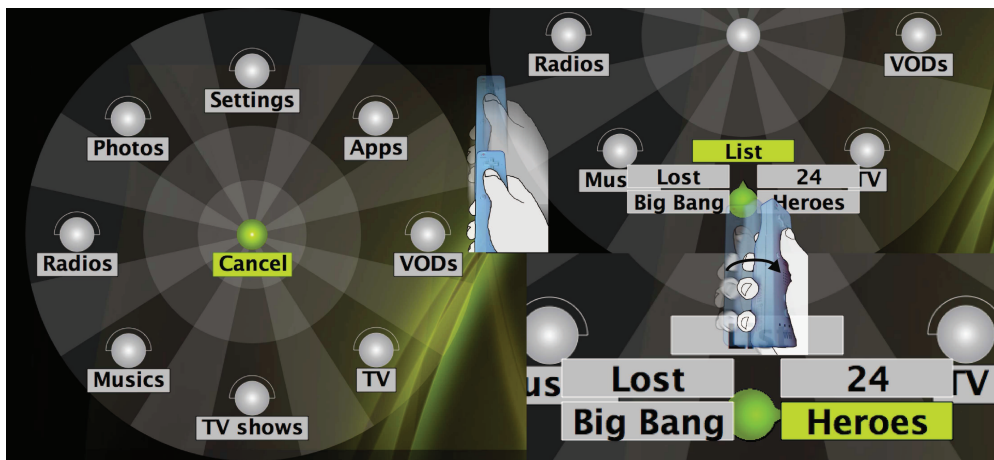 Settings
Photos
Apps
Radios
Cancel
VODs
Musics
TV
TV shows
Radios
VODs
List
Mus
Lost
24
TV
Big Bang
Heroes
us
Lost
24
TV
Big Bang
Heroes